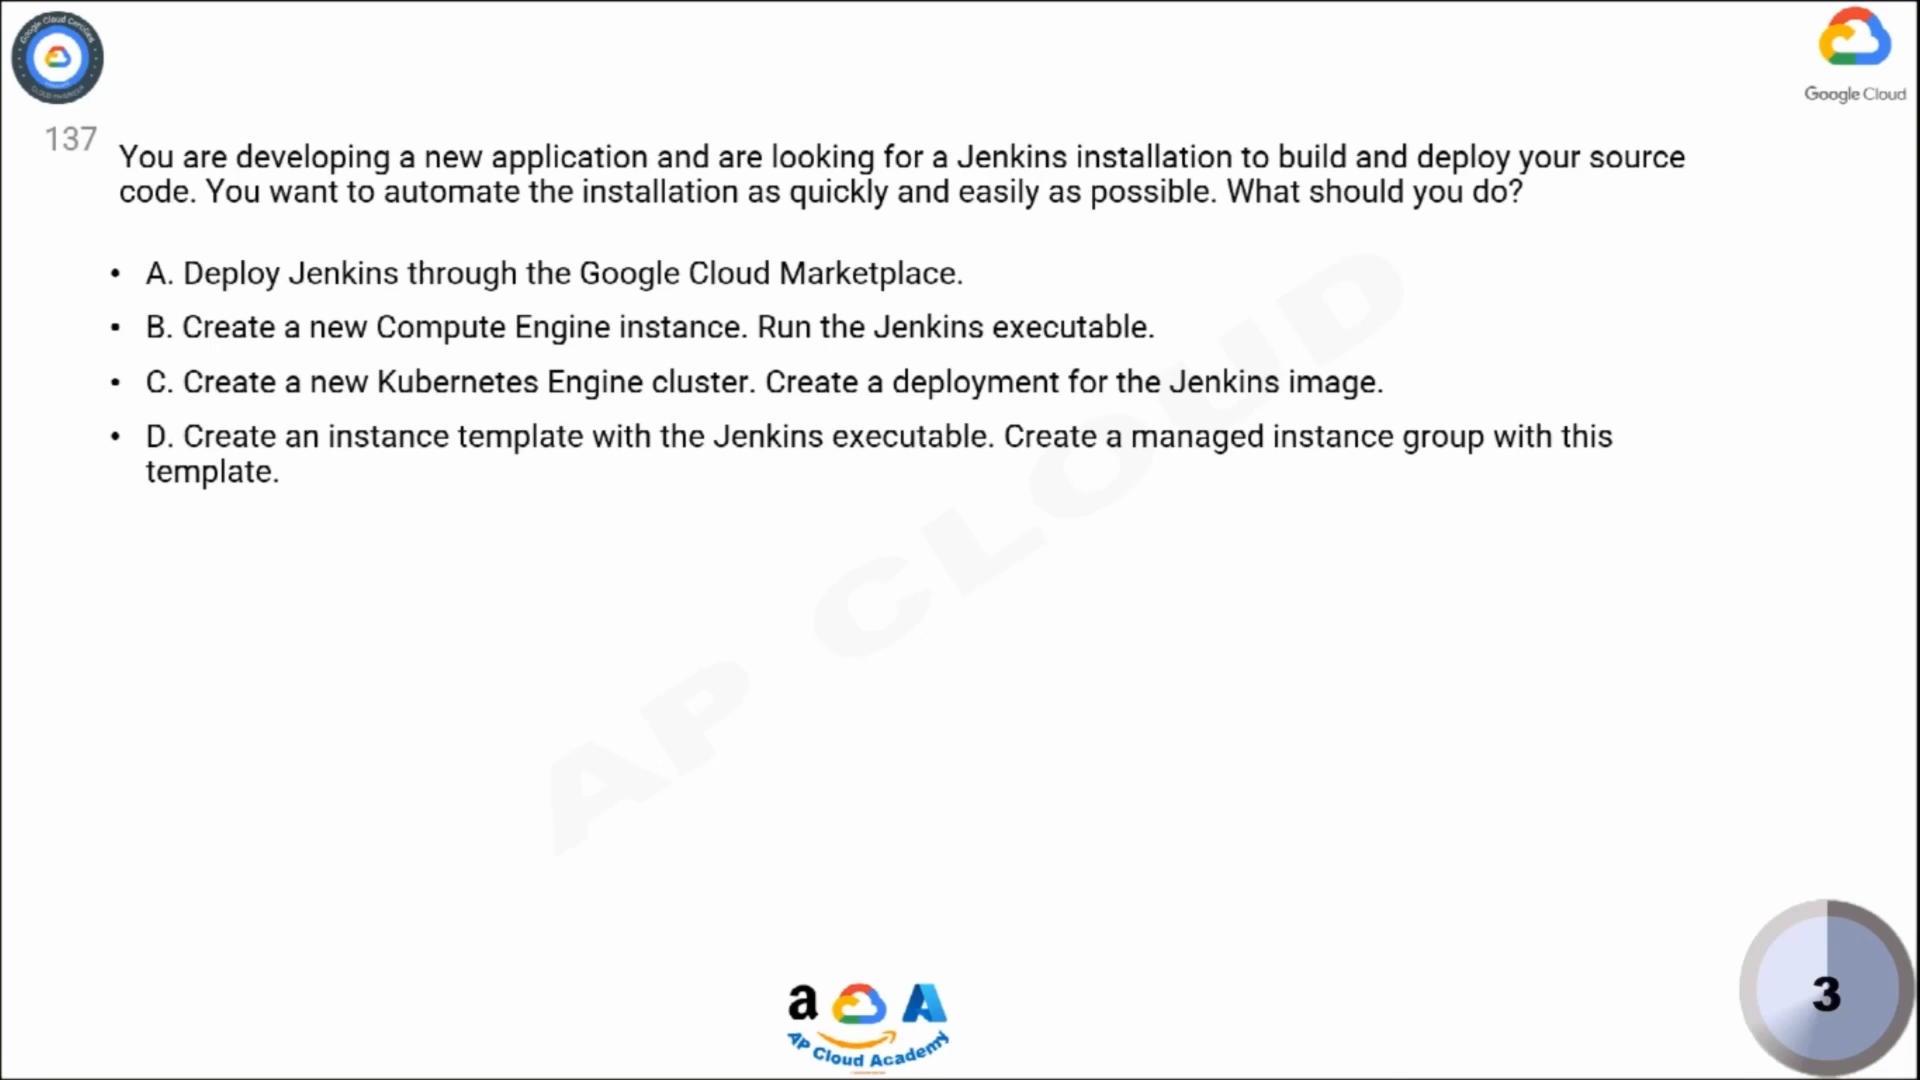 Google Cloud Certified
Google Cloud
137
You are developing a new application and are looking for a Jenkins installation to build and deploy your source
code. You want to automate the installation as quickly and easily as possible. What should you do?
• A. Deploy Jenkins through the Google Cloud Marketplace.
• B. Create a new Compute Engine instance. Run the Jenkins executable.
• C. Create a new Kubernetes Engine cluster. Create a deployment for the Jenkins image.
• D. Create an instance template with the Jenkins executable. Create a managed instance group with this
template.
AP CLOUD
a
AP Cloud Academy
3